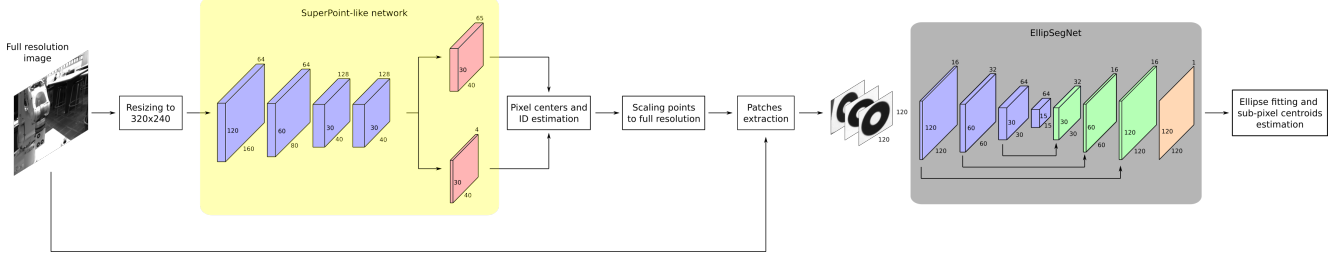 Full resolution
image
Resizing to
320x240
SuperPoint-like network
64
120
160
64
60
80
128
30
40
128
30
40
65
30
40
4
30
40
Pixel centers and
ID estimation
Scaling points
to full resolution
Patches
extraction
120
120
EllipSegNet
16
120
120
32
60
60
64
30
30
64
15
15
32
30
30
16
60
60
16
120
120
1
120
120
Ellipse fitting and
sub-pixel centroids
estimation